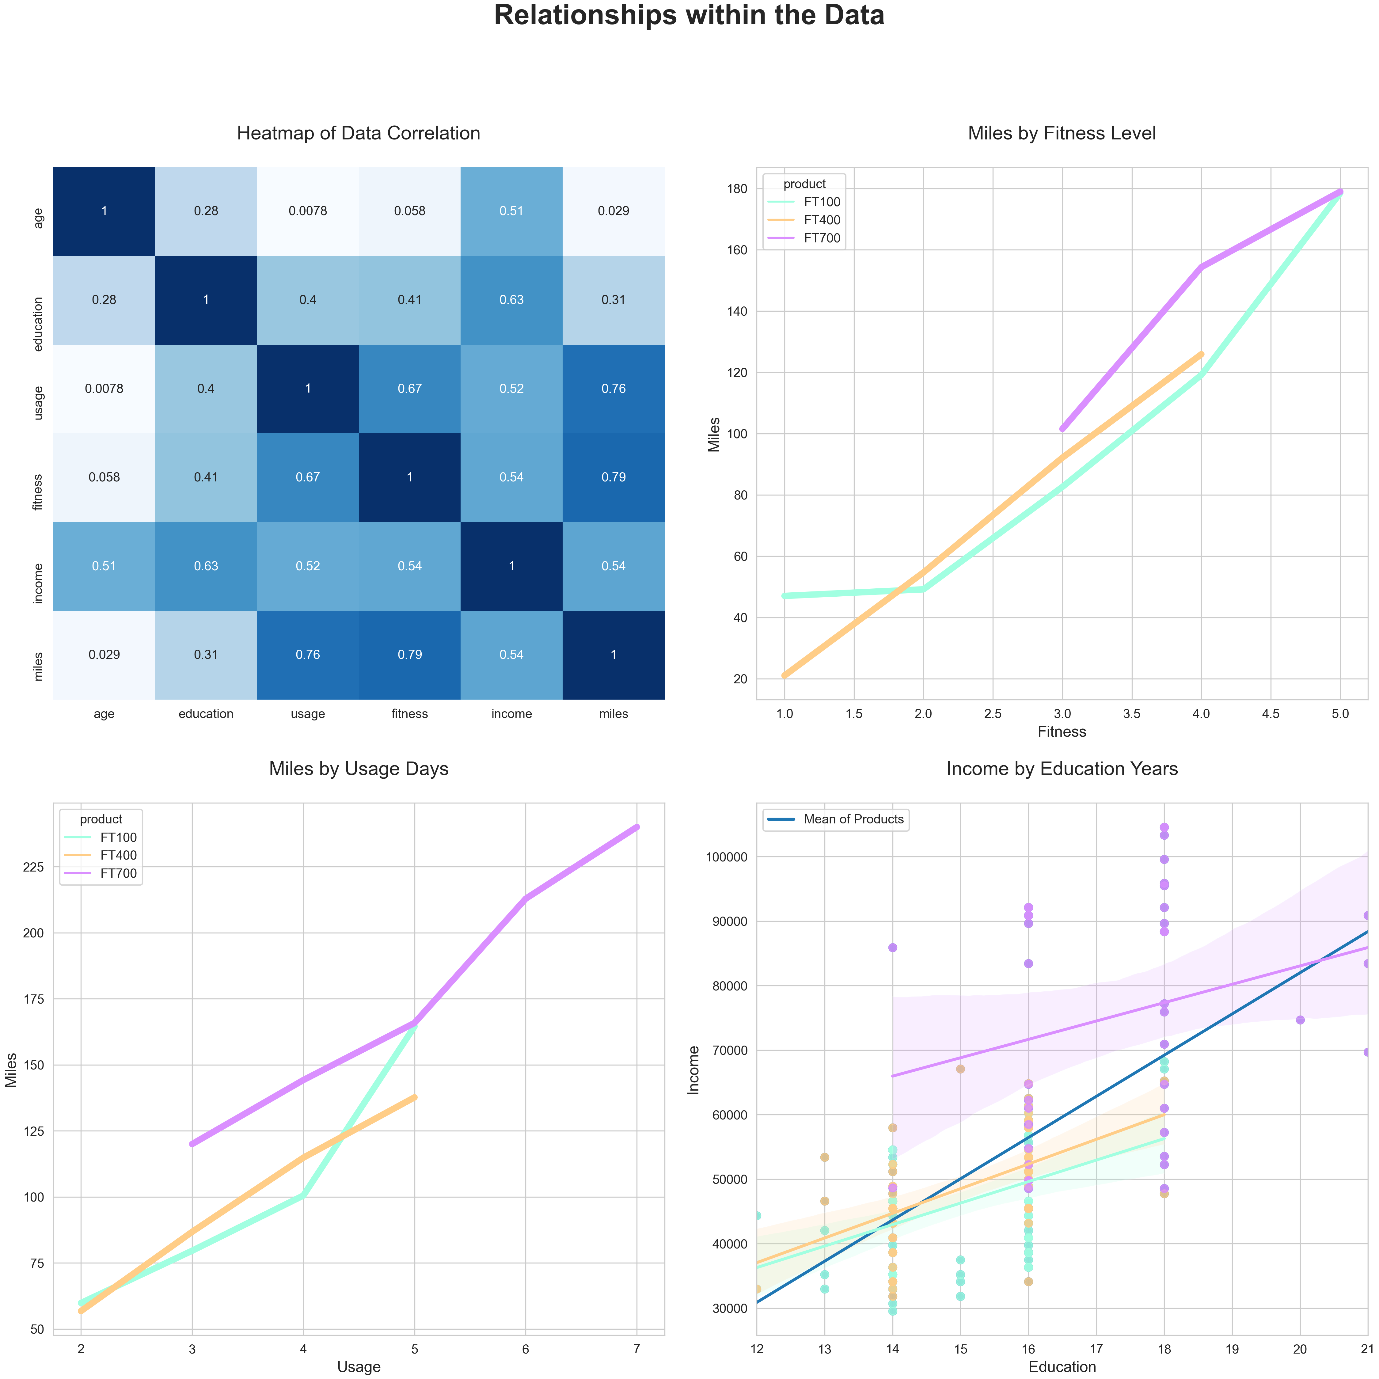 Relationships within the Data
Heatmap of Data Correlation
age
1
0.28
0.0078
0.058
0.51
0.029
education
0.28
1
0.4
0.41
0.63
0.31
usage
0.0078
0.4
1
0.67
0.52
0.76
fitness
0.058
0.41
0.67
1
0.54
0.79
income
0.51
0.63
0.52
0.54
1
0.54
miles
0.029
0.31
0.76
0.79
0.54
1
age education usage fitness income miles
Miles by Fitness Level
product
FT100
FT400
FT700
Miles
180
160
140
120
100
80
60
40
20
1.0 1.5 2.0 2.5 3.0 3.5 4.0 4.5 5.0
Fitness
Miles by Usage Days
product
FT100
FT400
FT700
Miles
225
200
175
150
125
100
75
50
2 3 4 5 6 7
Usage
Income by Education Years
Mean of Products
Income
100000
90000
80000
70000
60000
50000
40000
30000
12 13 14 15 16 17 18 19 20 21
Education